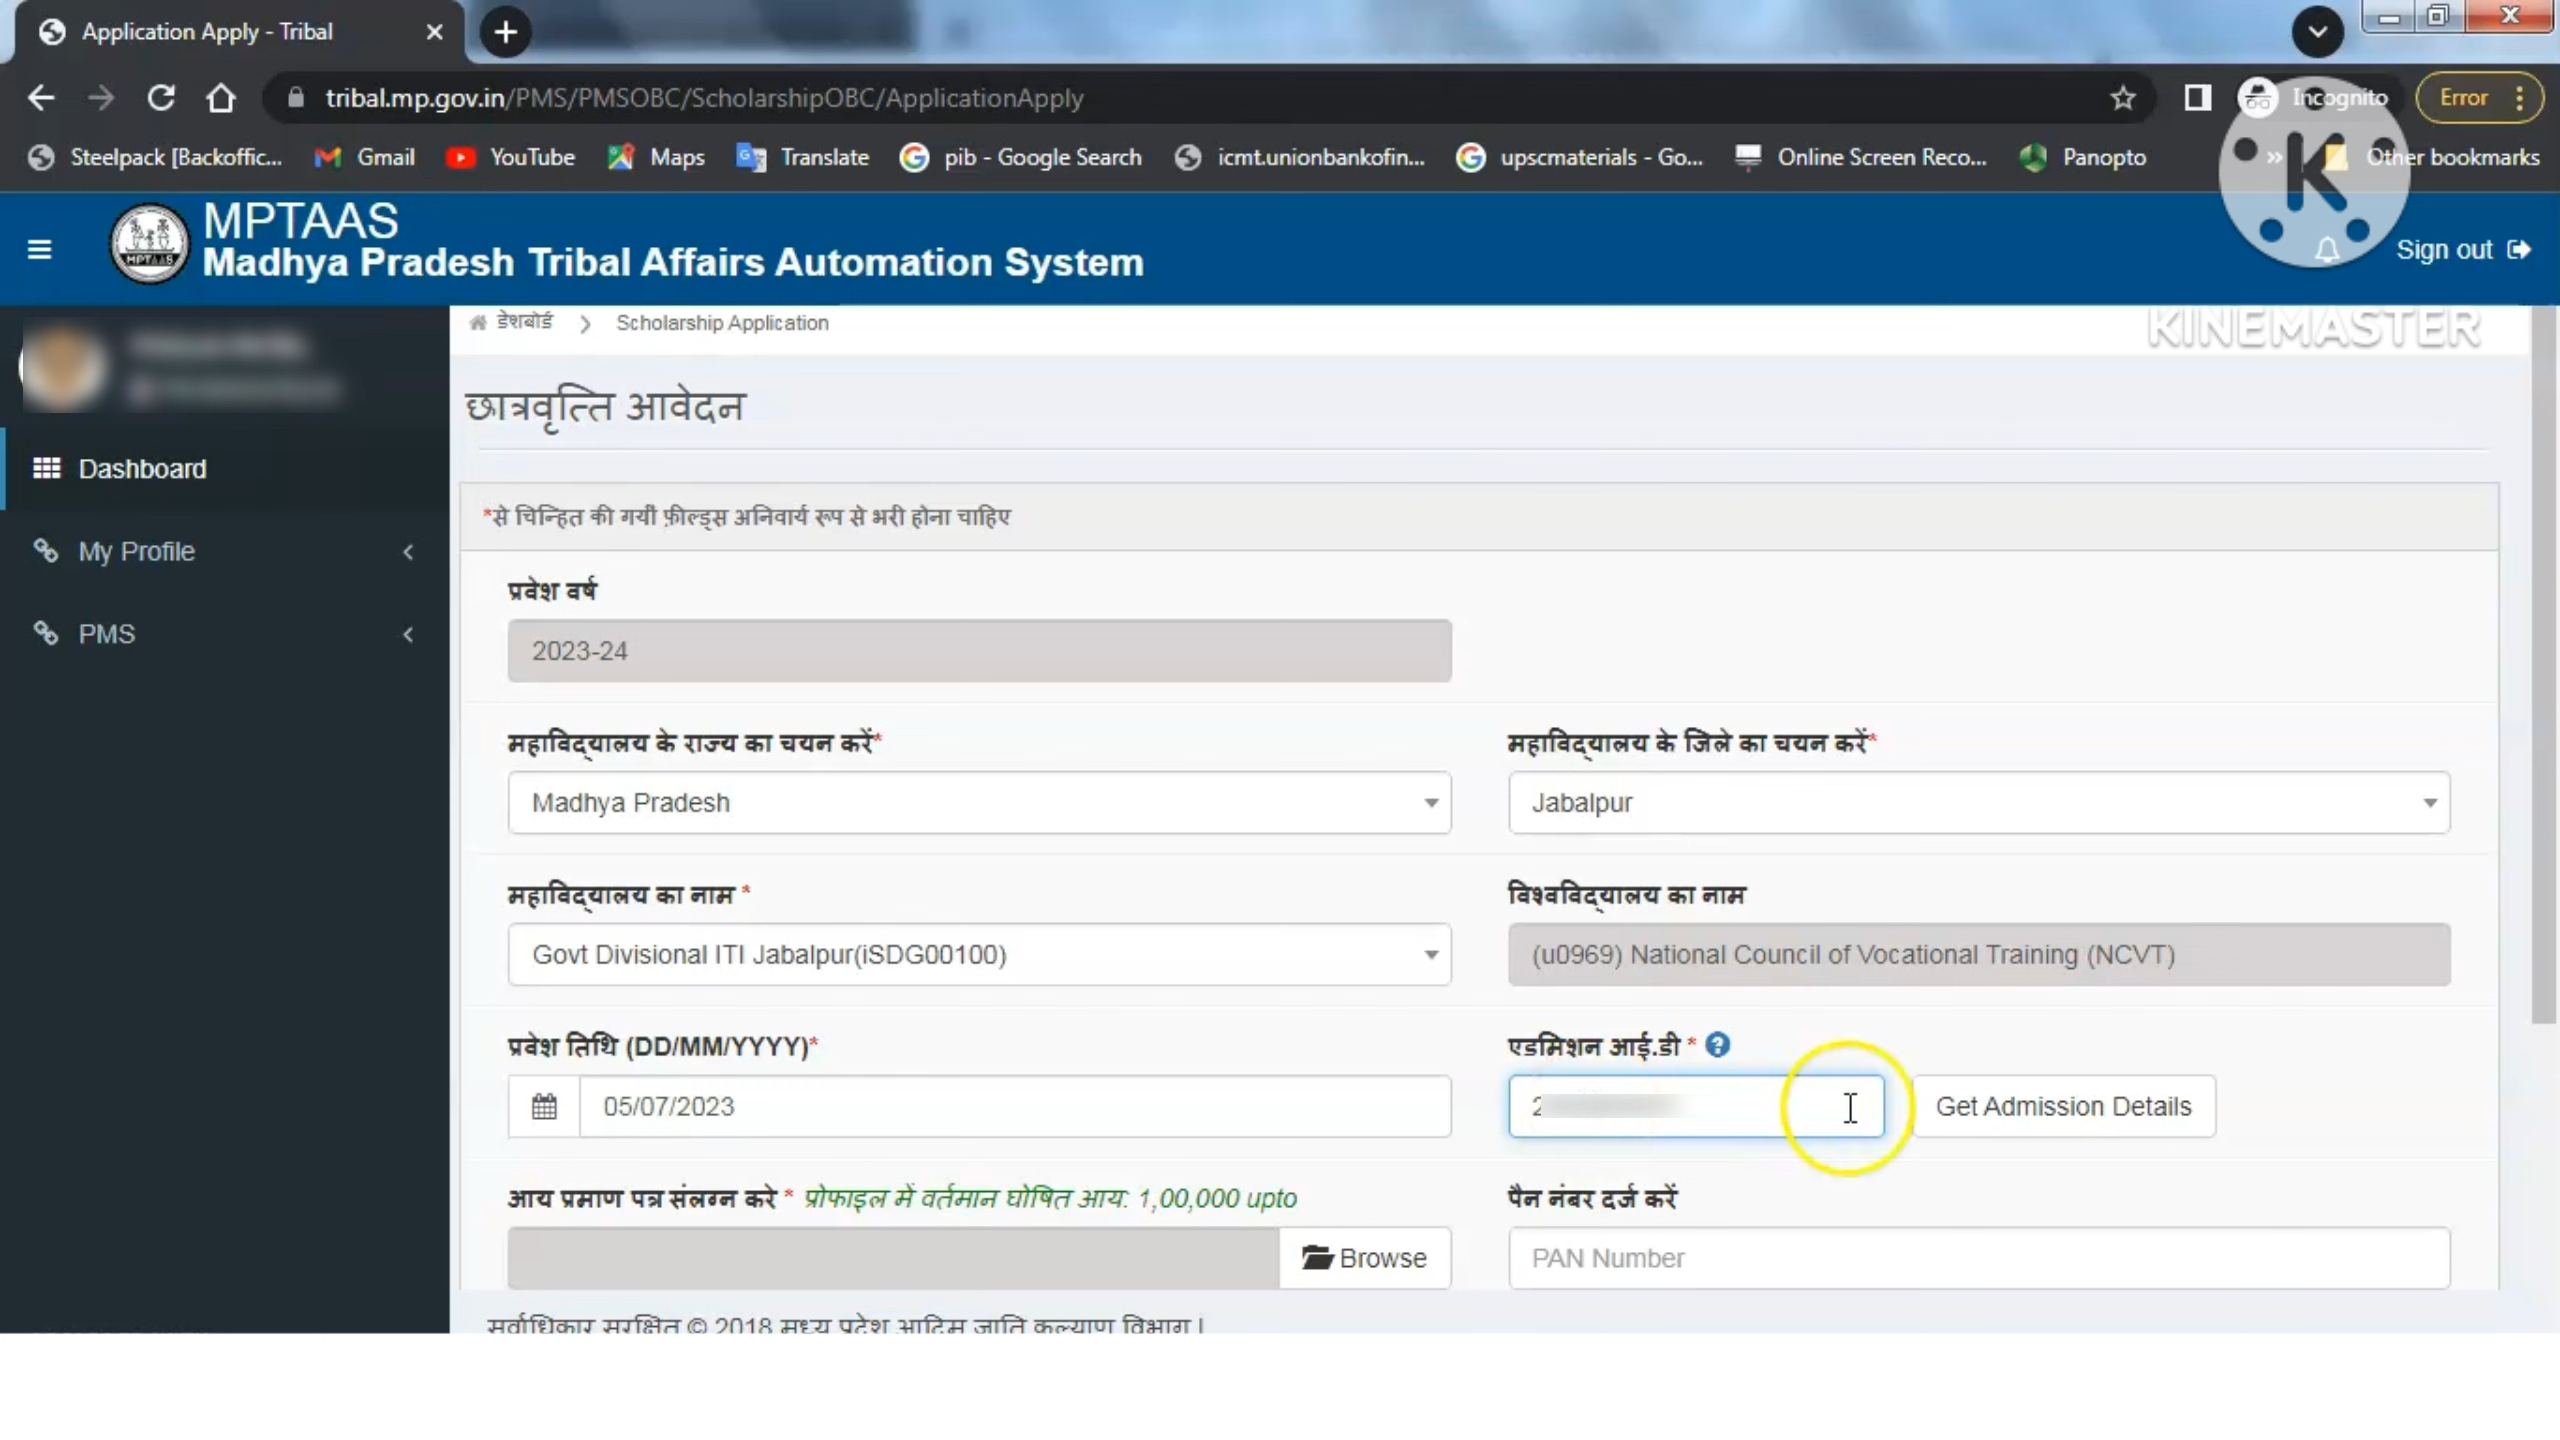 Application Apply - Tribal
tribal.mp.gov.in/PMS/PMSOBC/ScholarshipOBC/ApplicationApply
Incognito
Error
Steelpack [Backoffic...
Gmail
YouTube
Maps
Translate
pib - Google Search
icmt.unionbankofin...
upscmaterials - Go...
Online Screen Reco...
Panopto
Other bookmarks
MPTAAS
Madhya Pradesh Tribal Affairs Automation System
Sign out
KINEMASTER
डेशबोर्ड > Scholarship Application
छात्रवृत्ति आवेदन
Dashboard
My Profile
PMS
*से चिन्हित की गयी फ़ील्ड्स अनिवार्य रूप से भरी होना चाहिए
प्रवेश वर्ष
2023-24
महाविद्यालय के राज्य का चयन करें*
महाविद्यालय के जिले का चयन करें*
Madhya Pradesh
Jabalpur
महाविद्यालय का नाम *
विश्वविद्यालय का नाम
Govt Divisional ITI Jabalpur(iSDG00100)
(u0969) National Council of Vocational Training (NCVT)
प्रवेश तिथि (DD/MM/YYYY)*
एडमिशन आई.डी *
05/07/2023
2
Get Admission Details
आय प्रमाण पत्र संलग्न करे * प्रोफाइल में वर्तमान घोषित आय: 1,00,000 upto
पैन नंबर दर्ज करें
Browse
PAN Number
सर्वाधिकार सुरक्षित © 2018 मध्य प्रदेश आदिम जाति कल्याण विभाग |